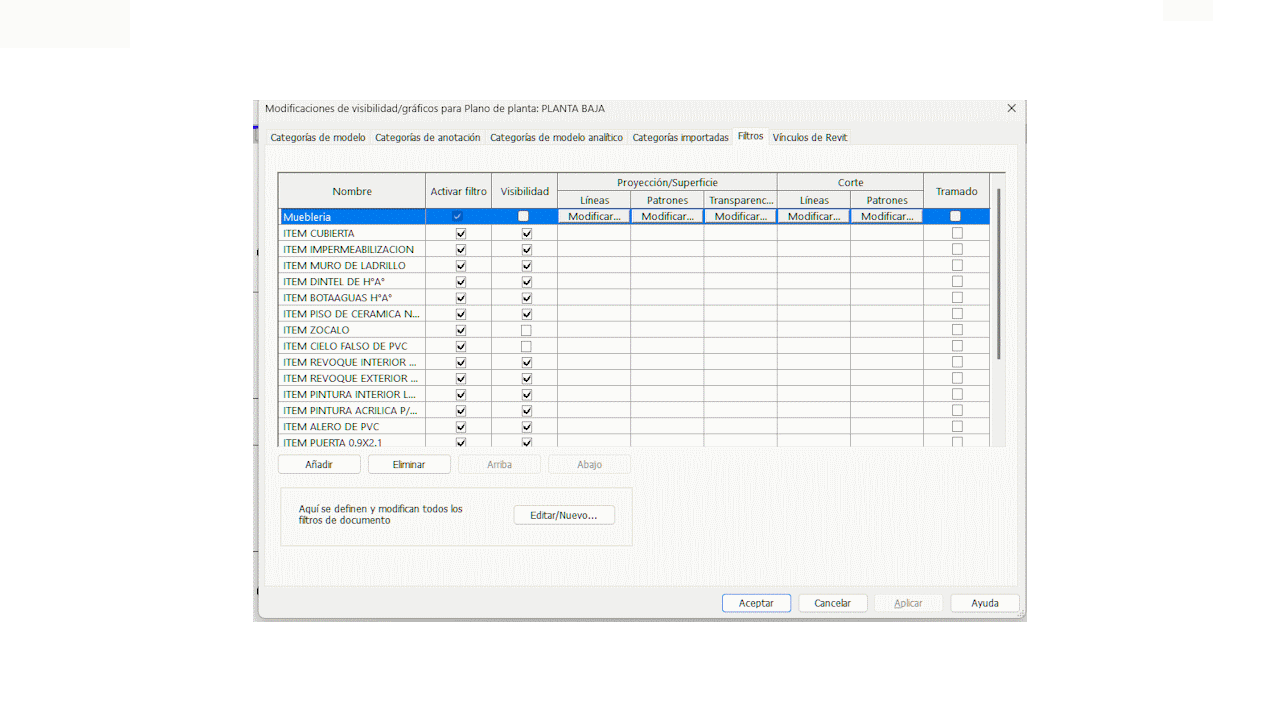 Modificaciones de visibilidad/gráficos para Plano de planta: PLANTA BAJA
Categorías de modelo Categorías de anotación Categorías de modelo analítico Categorías importadas Filtros Vínculos de Revit
Nombre Activar filtro Visibilidad Proyección/Superficie Corte Tramado
Líneas Patrones Transparenc... Líneas Patrones
Muebleria Modificar... Modificar... Modificar... Modificar... Modificar...
ITEM CUBIERTA
ITEM IMPERMEABILIZACION
ITEM MURO DE LADRILLO
ITEM DINTEL DE H°A°
ITEM BOTAAGUAS H°A°
ITEM PISO DE CERAMICA N...
ITEM ZOCALO
ITEM CIELO FALSO DE PVC
ITEM REVOQUE INTERIOR ...
ITEM REVOQUE EXTERIOR ...
ITEM PINTURA INTERIOR L...
ITEM PINTURA ACRILICA P/...
ITEM ALERO DE PVC
ITEM PUERTA 0.9X2.1
Añadir Eliminar Arriba Abajo
Aquí se definen y modifican todos los
filtros de documento
Editar/Nuevo...
Aceptar Cancelar Aplicar Ayuda